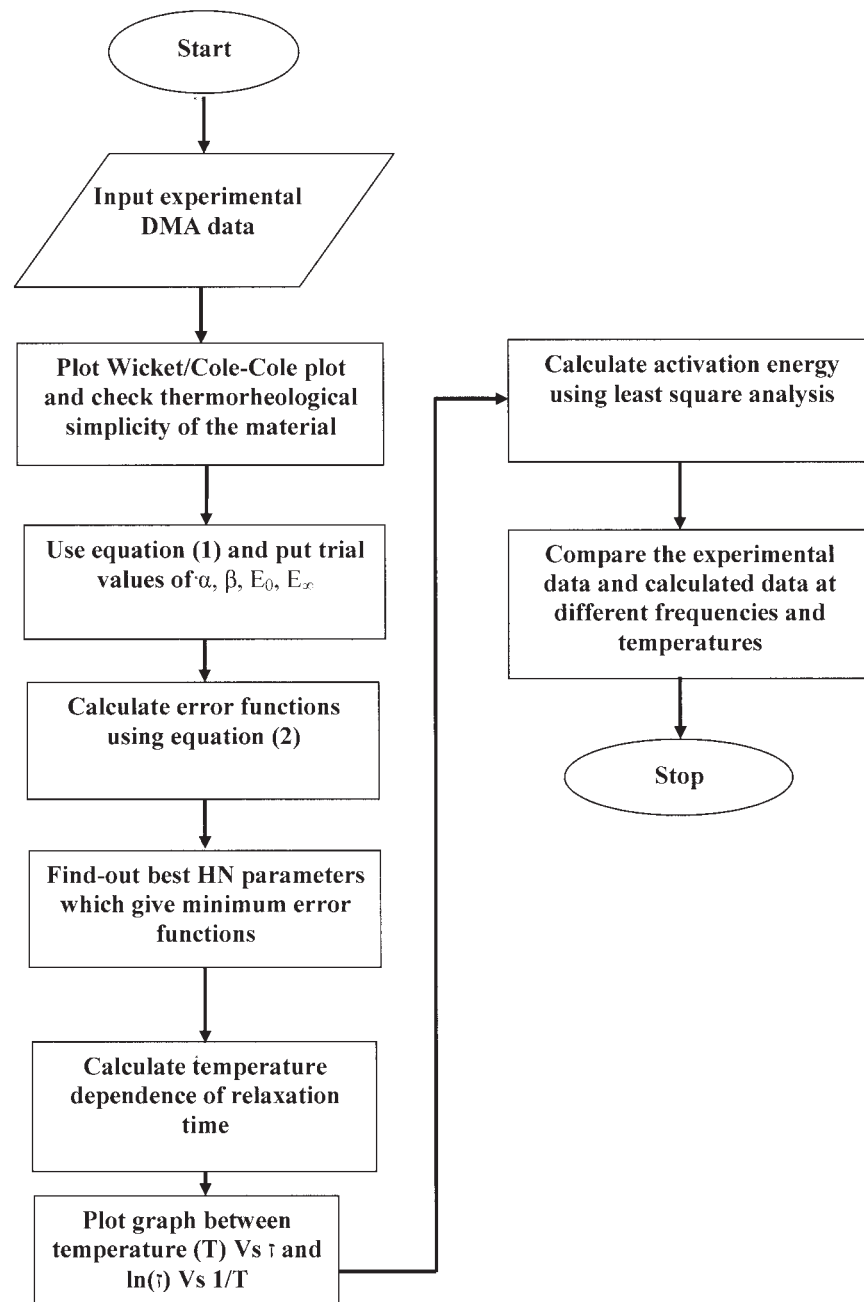 Start
Input experimental
DMA data
Plot Wicket/Cole-Cole plot
and check thermorheological
simplicity of the material
Use equation (1) and put trial
values of α, β, E₀, E∞
Calculate error functions
using equation (2)
Find-out best HN parameters
which give minimum error
functions
Calculate temperature
dependence of relaxation
time
Plot graph between
temperature (T) Vs τ and
ln(τ) Vs 1/T
Calculate activation energy
using least square analysis
Compare the experimental
data and calculated data at
different frequencies and
temperatures
Stop